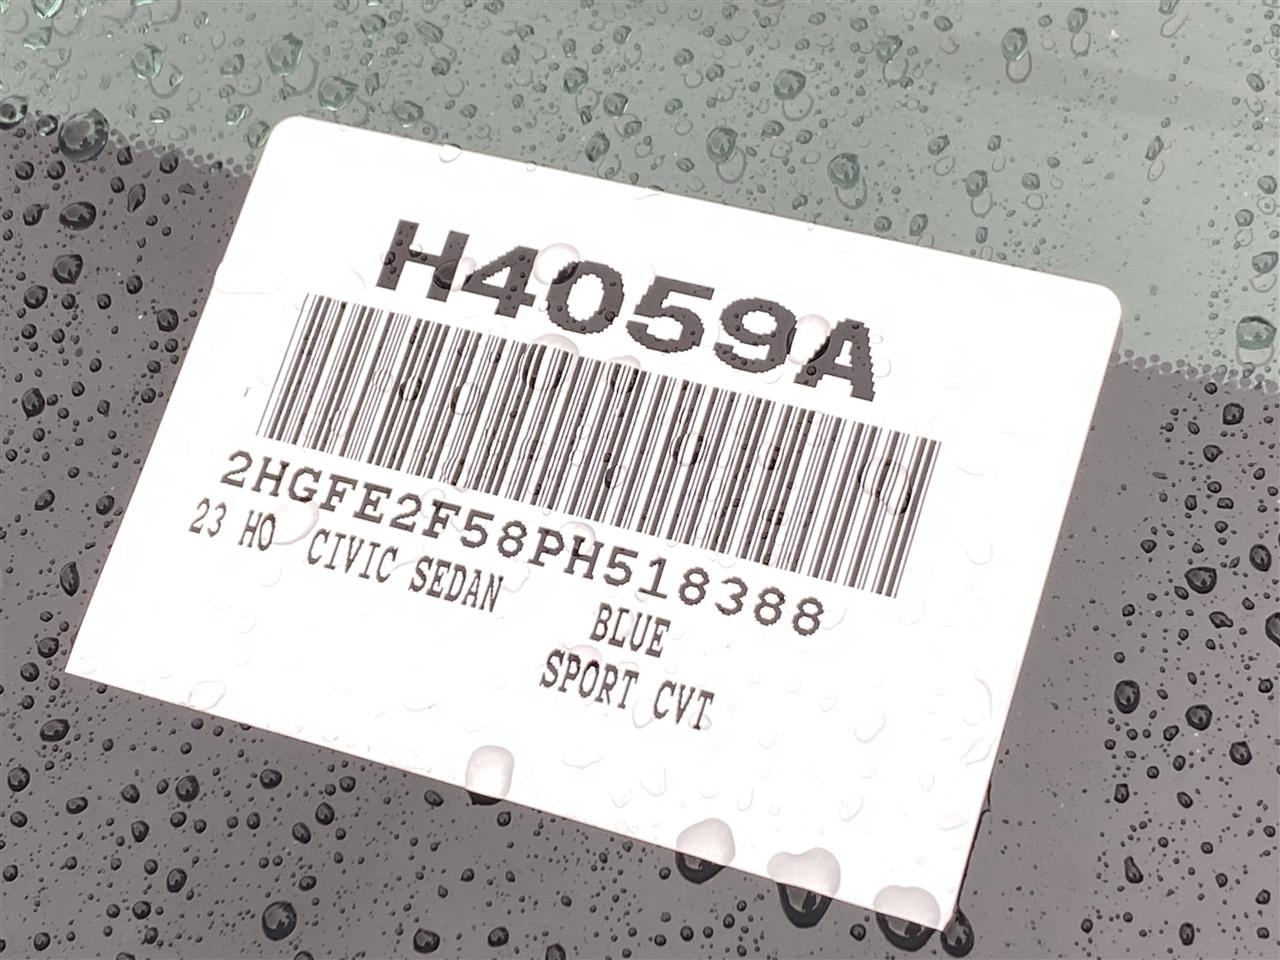 H4059A
2HGFE2F58PH518388
23 HO CIVIC SEDAN
BLUE
SPORT CVT